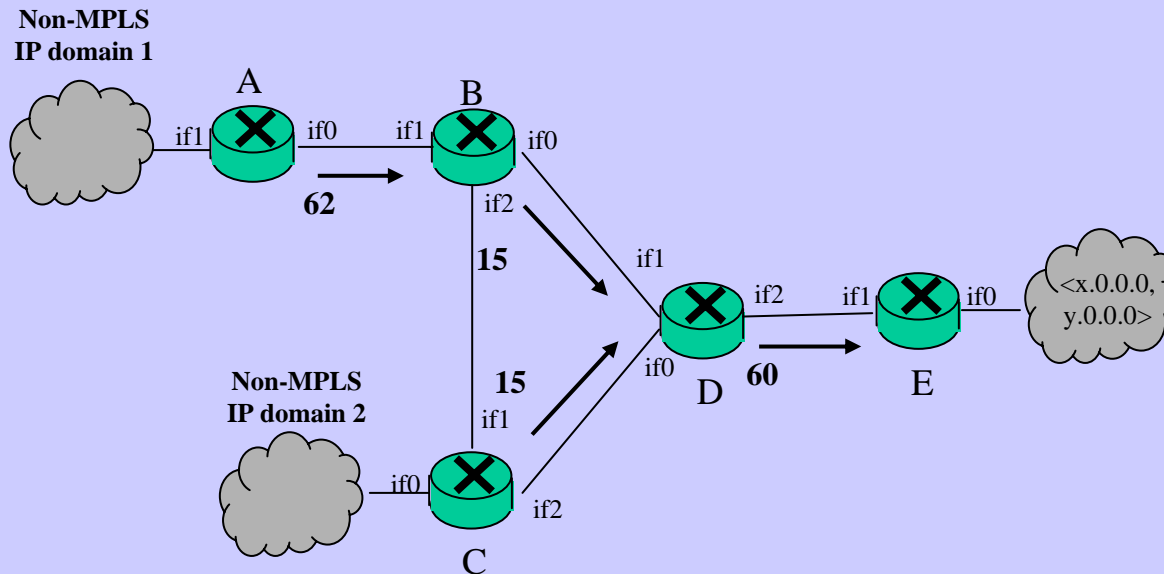 Non-MPLS
IP domain 1
A
B
if1
if0
if1
if0
62
if2
15
if1
if2
if1
<x.0.0.0,
if0
y.0.0.0>
Non-MPLS
IP domain 2
15
if0
60
D
E
if1
if0
if2
C